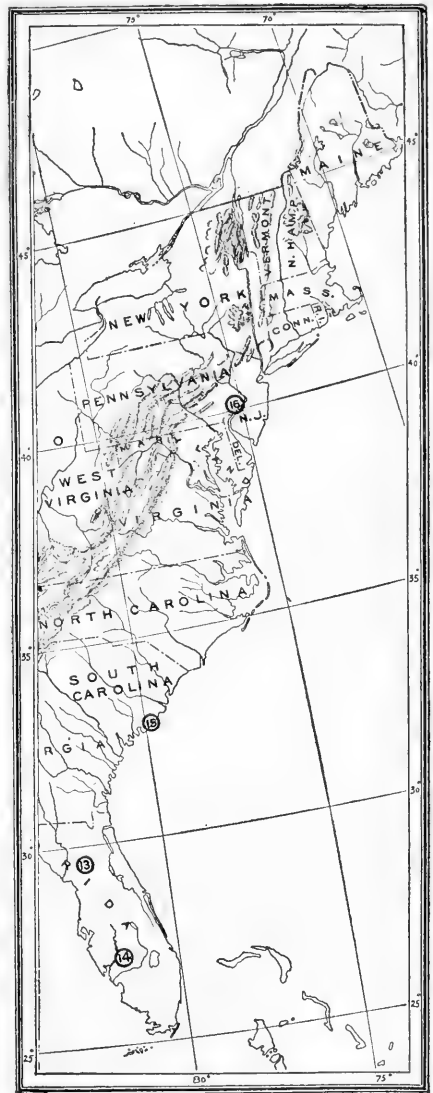 75°
70°
45
MAINE
VERMONT
N. HAMP.
45
NEW YORK
MASS.
CONN.
R.I.
40
PENNSYLVANIA
16
N.J.
O
40
MARYLAND
DEL.
WEST
VIRGINIA
VIRGINIA
35
NORTH CAROLINA
35
SOUTH
CAROLINA
15
RGIA
30
30
13
F L O R I D A
14
25
25°
80°
75°